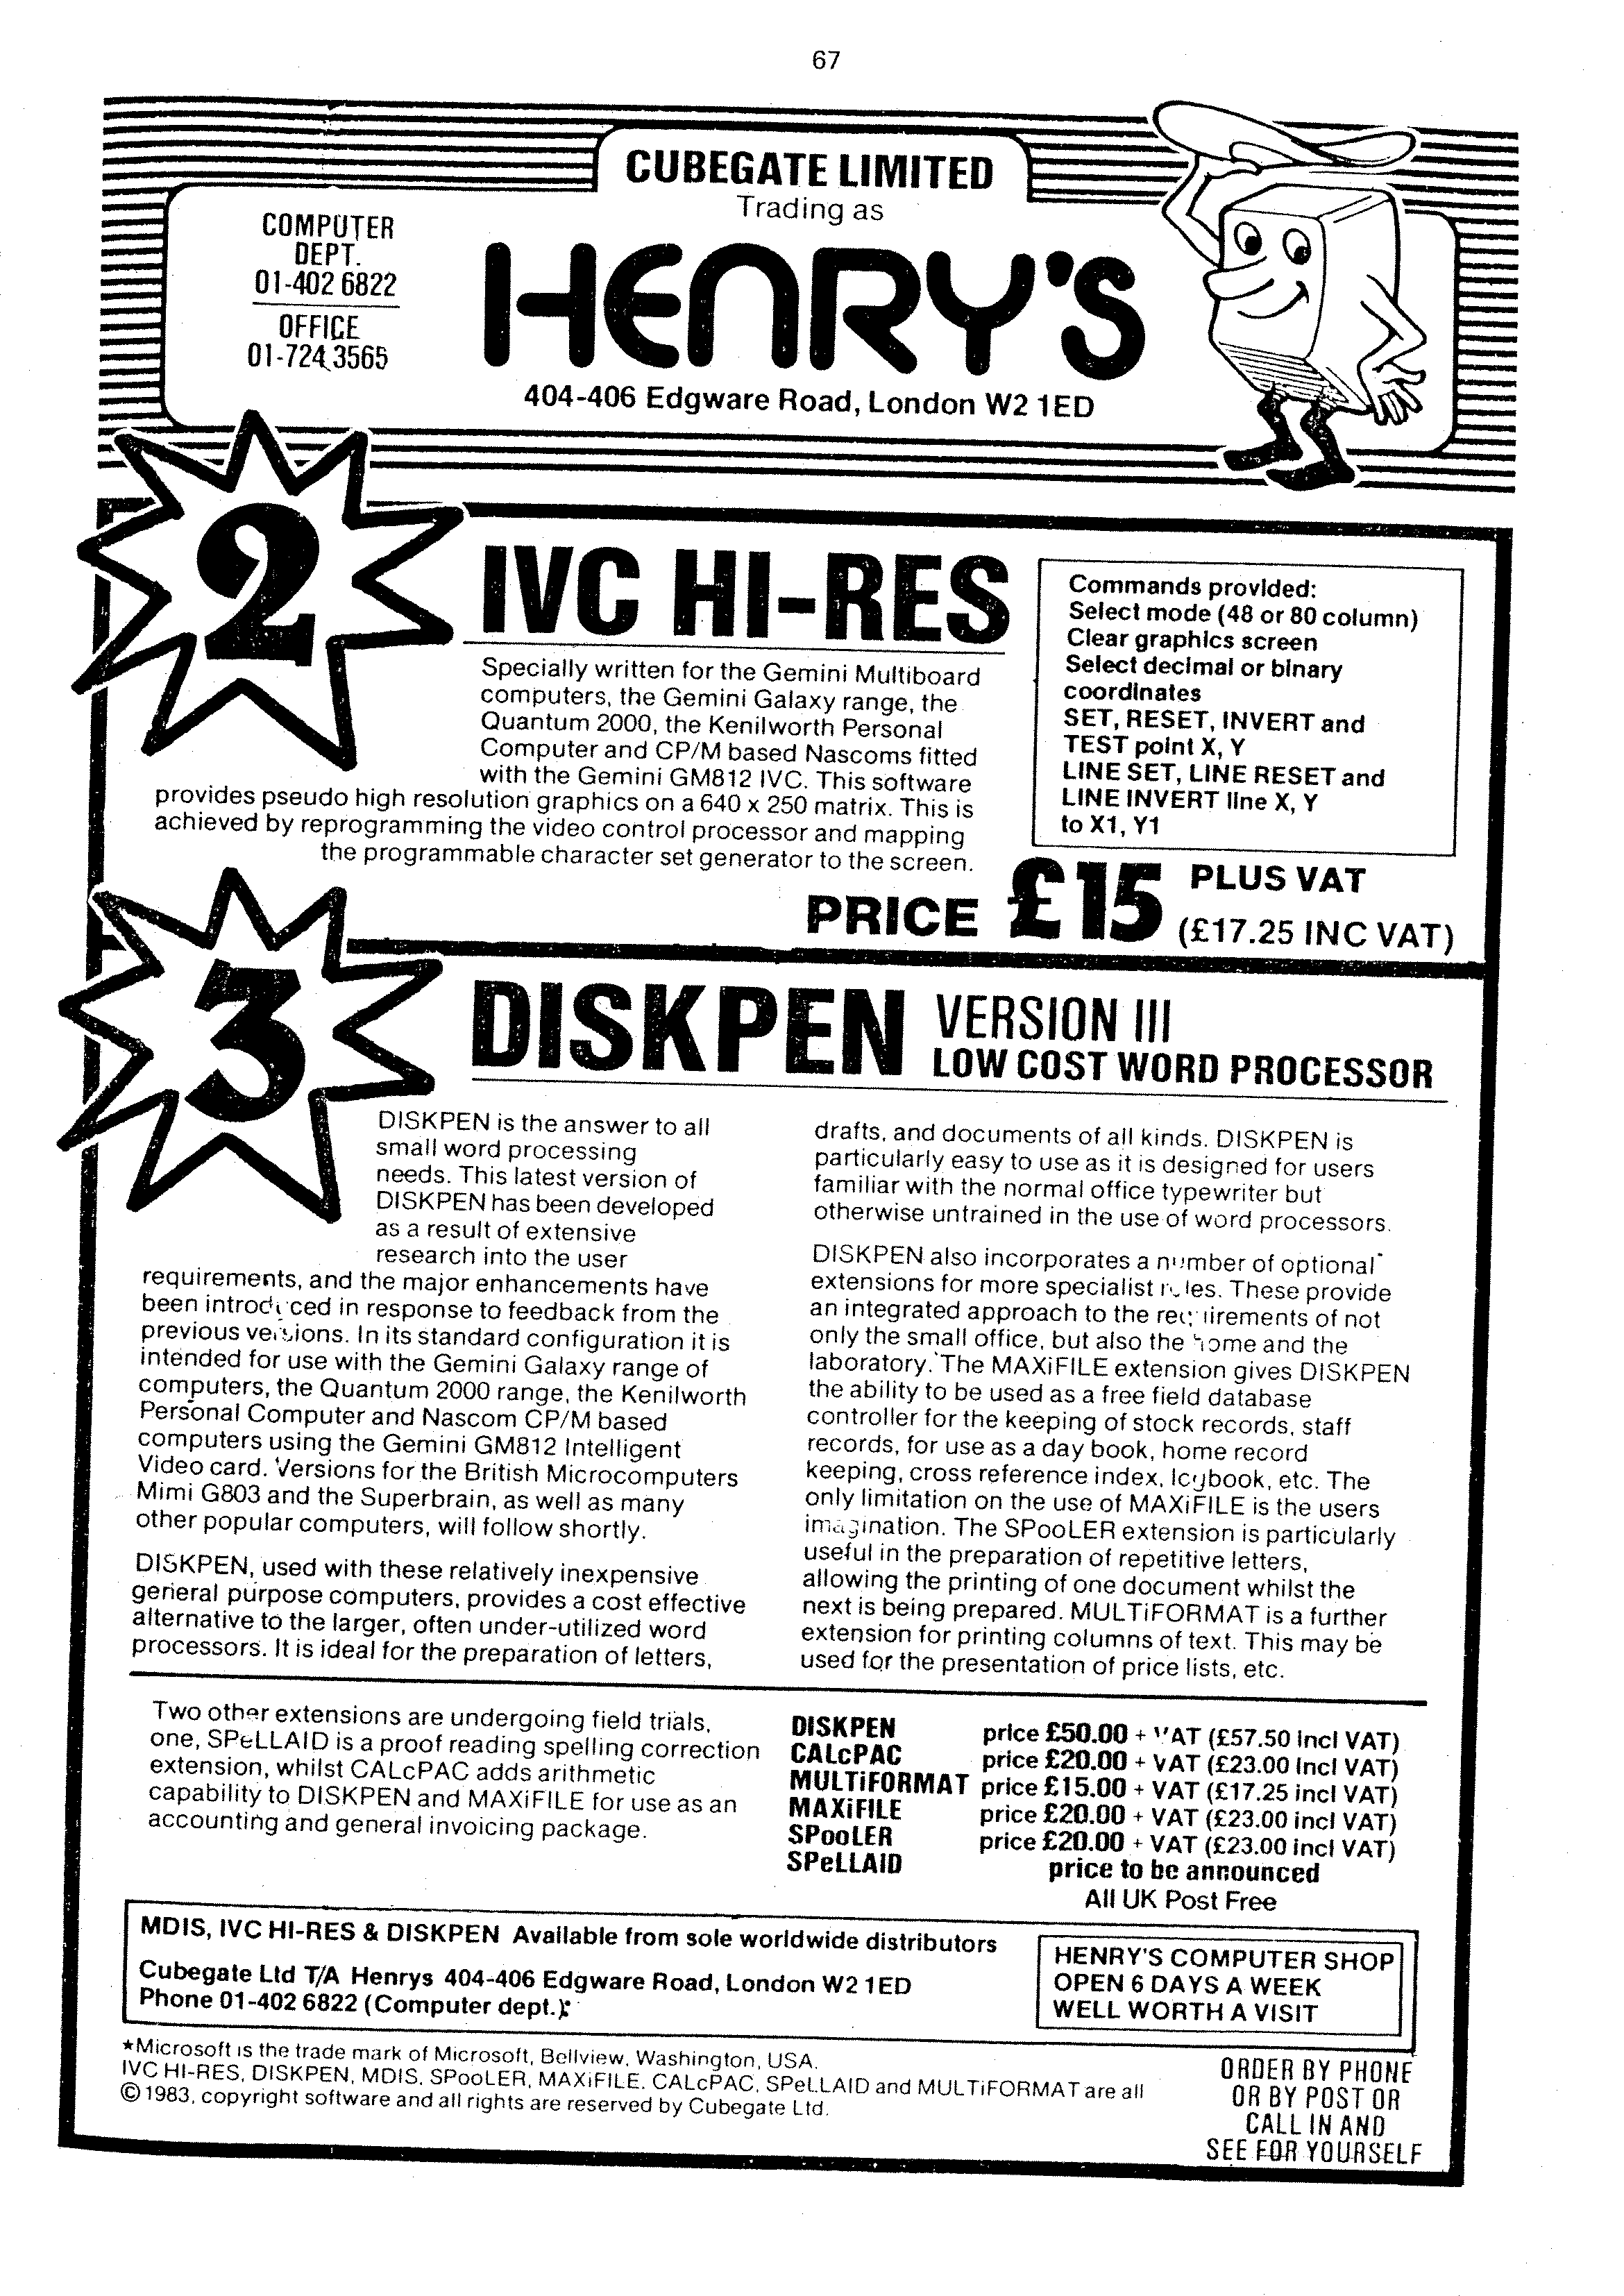 67
CUBEGATE LIMITED
Trading as
HENRY'S
404-406 Edgware Road, London W2 1ED
COMPUTER
DEPT.
01-402 6822
OFFICE
01-724 3565
2
IVC HI-RES
Specially written for the Gemini Multiboard
computers, the Gemini Galaxy range, the
Quantum 2000, the Kenilworth Personal
Computer and CP/M based Nascoms fitted
with the Gemini GM812 IVC. This software
provides pseudo high resolution graphics on a 640 x 250 matrix. This is
achieved by reprogramming the video control processor and mapping
the programmable character set generator to the screen.
Commands provided:
Select mode (48 or 80 column)
Clear graphics screen
Select decimal or binary
coordinates
SET, RESET, INVERT and
TEST point X, Y
LINE SET, LINE RESET and
LINE INVERT line X, Y
to X1, Y1
PRICE £15 PLUS VAT
(£17.25 INC VAT)
3
DISKPEN VERSION III
LOW COST WORD PROCESSOR
DISKPEN is the answer to all
small word processing
needs. This latest version of
DISKPEN has been developed
as a result of extensive
research into the user
requirements, and the major enhancements have
been introduced in response to feedback from the
previous versions. In its standard configuration it is
intended for use with the Gemini Galaxy range of
computers, the Quantum 2000 range, the Kenilworth
Personal Computer and Nascom CP/M based
computers using the Gemini GM812 Intelligent
Video card. Versions for the British Microcomputers
Mimi G803 and the Superbrain, as well as many
other popular computers, will follow shortly.
DISKPEN, used with these relatively inexpensive
general purpose computers, provides a cost effective
alternative to the larger, often under-utilized word
processors. It is ideal for the preparation of letters,
drafts, and documents of all kinds. DISKPEN is
particularly easy to use as it is designed for users
familiar with the normal office typewriter but
otherwise untrained in the use of word processors.
DISKPEN also incorporates a number of optional
extensions for more specialist roles. These provide
an integrated approach to the requirements of not
only the small office, but also the home and the
laboratory. The MAXiFILE extension gives DISKPEN
the ability to be used as a free field database
controller for the keeping of stock records, staff
records, for use as a day book, home record
keeping, cross reference index, logbook, etc. The
only limitation on the use of MAXiFILE is the users
imagination. The SPooLER extension is particularly
useful in the preparation of repetitive letters,
allowing the printing of one document whilst the
next is being prepared. MULTiFORMAT is a further
extension for printing columns of text. This may be
used for the presentation of price lists, etc.
Two other extensions are undergoing field trials,
one, SPeLLAID is a proof reading spelling correction
extension, whilst CALcPAC adds arithmetic
capability to DISKPEN and MAXiFILE for use as an
accounting and general invoicing package.
DISKPEN price £50.00 + VAT (£57.50 incl VAT)
CALcPAC price £20.00 + VAT (£23.00 incl VAT)
MULTiFORMAT price £15.00 + VAT (£17.25 incl VAT)
MAXiFILE price £20.00 + VAT (£23.00 incl VAT)
SPooLER price £20.00 + VAT (£23.00 incl VAT)
SPeLLAID price to be announced
All UK Post Free
MDIS, IVC HI-RES & DISKPEN Available from sole worldwide distributors
Cubegate Ltd T/A Henrys 404-406 Edgware Road, London W2 1ED
Phone 01-402 6822 (Computer dept.)
HENRY'S COMPUTER SHOP
OPEN 6 DAYS A WEEK
WELL WORTH A VISIT
★Microsoft is the trade mark of Microsoft, Bellview, Washington, USA.
IVC HI-RES, DISKPEN, MDIS, SPooLER, MAXiFILE, CALcPAC, SPeLLAID and MULTiFORMAT are all
© 1983, copyright software and all rights are reserved by Cubegate Ltd.
ORDER BY PHONE
OR BY POST OR
CALL IN AND
SEE FOR YOURSELF